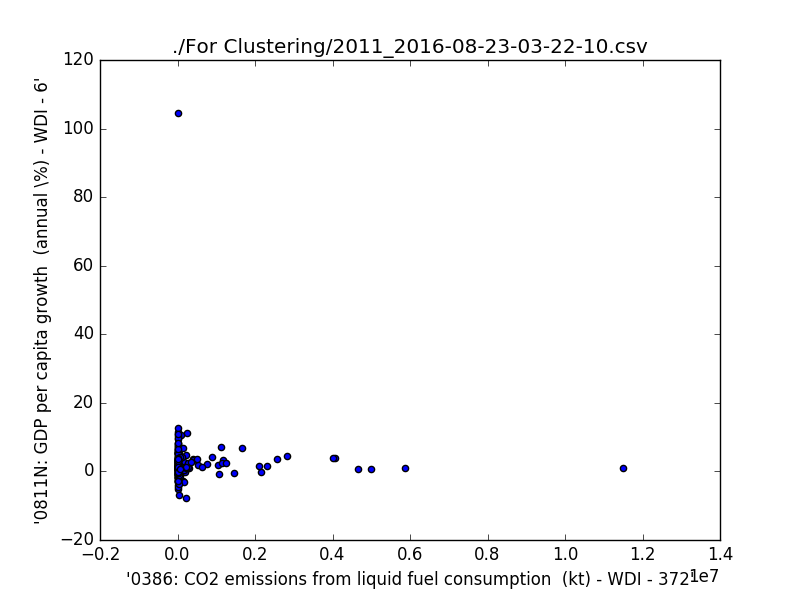 ./For Clustering/2011_2016-08-23-03-22-10.csv
120
100
80
60
40
20
0
−20
'0811N: GDP per capita growth  (annual \%) - WDI - 6'
−0.2 0.0 0.2 0.4 0.6 0.8 1.0 1.2 1.4
1e7
'0386: CO2 emissions from liquid fuel consumption  (kt) - WDI - 372'